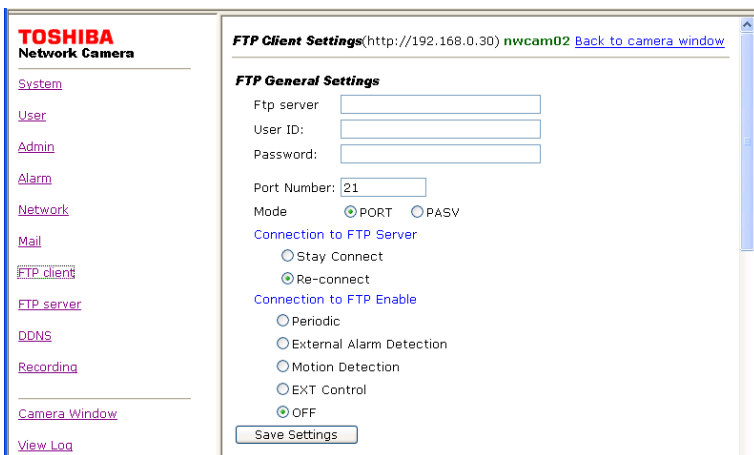 TOSHIBA
Network Camera
System
User
Admin
Alarm
Network
Mail
FTP client
FTP server
DDNS
Recording
Camera Window
View Log
FTP Client Settings(http://192.168.0.30) nwcam02 Back to camera window
FTP General Settings
Ftp server
User ID:
Password:
Port Number: 21
Mode PORT PASV
Connection to FTP Server
Stay Connect
Re-connect
Connection to FTP Enable
Periodic
External Alarm Detection
Motion Detection
EXT Control
OFF
Save Settings